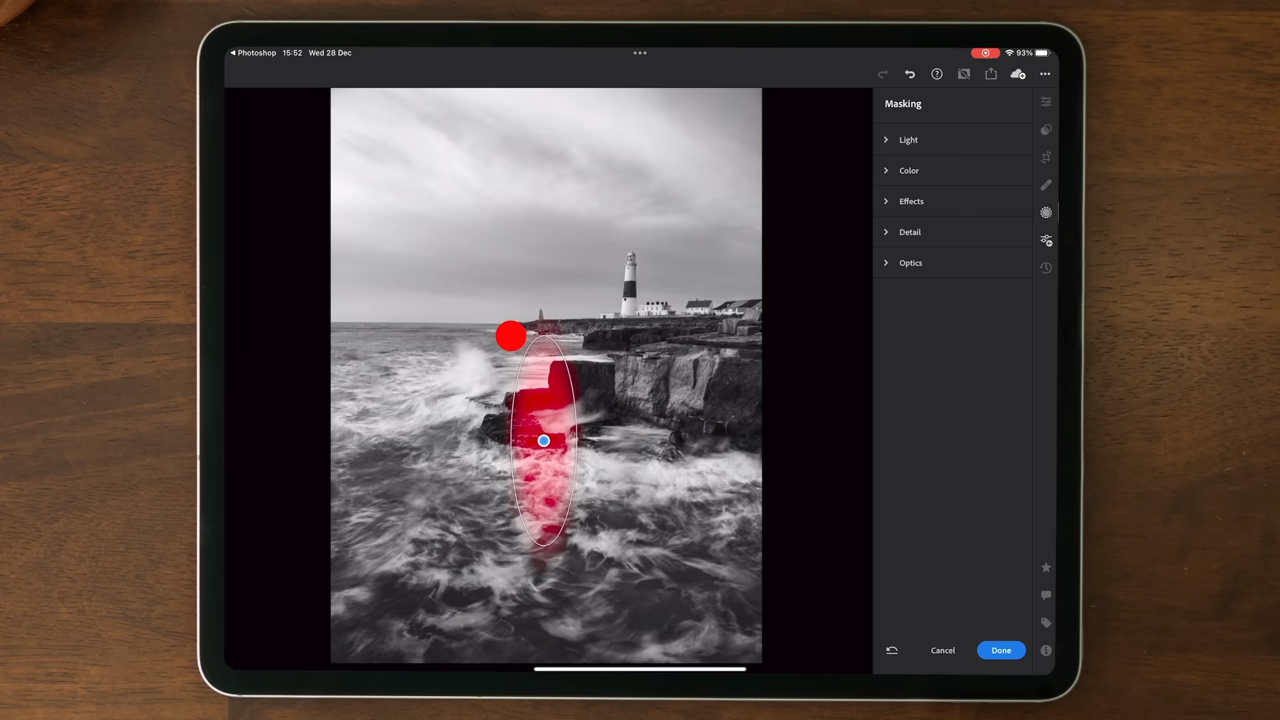 Photoshop 15:52 Wed 28 Dec
93%
Masking
Light
Color
Effects
Detail
Optics
Cancel Done